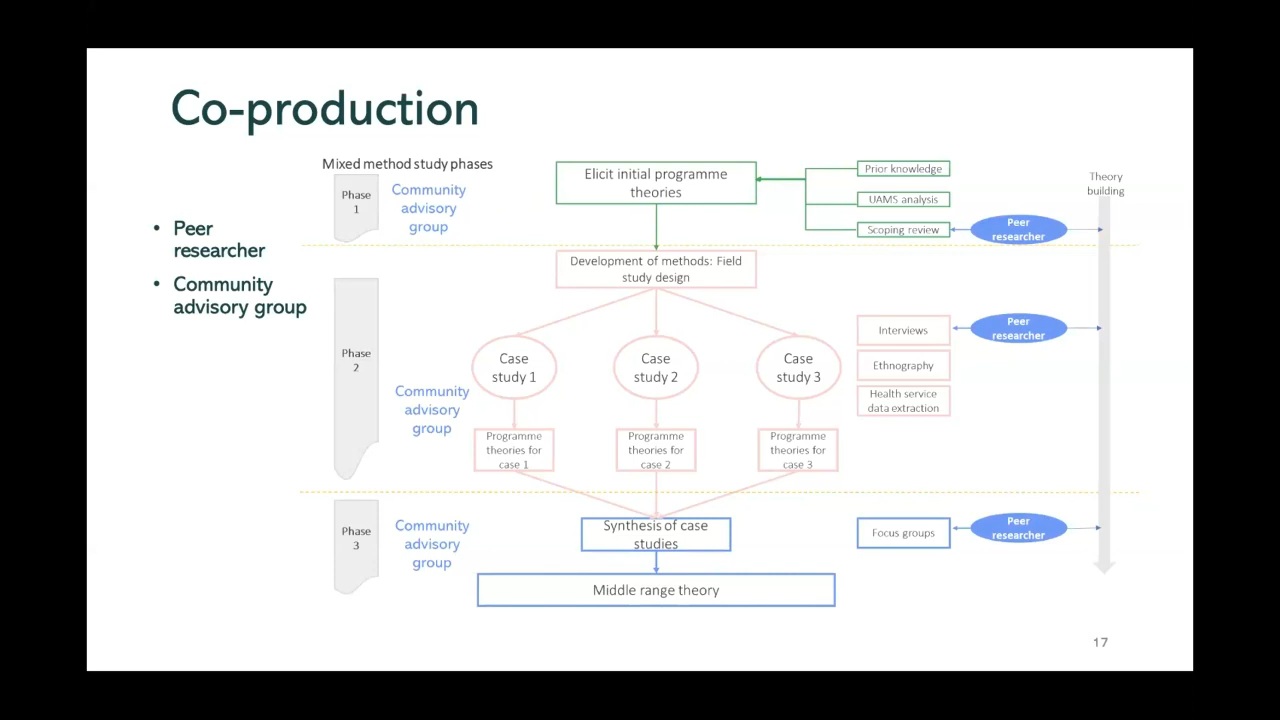 Co-production
Mixed method study phases
Phase
1
Community
advisory
group
Elicit initial programme
theories
Prior knowledge
UAMS analysis
Scoping review
Peer
researcher
Theory
building
• Peer
researcher
• Community
advisory group
Development of methods: Field
study design
Phase
2
Community
advisory
group
Case
study 1
Case
study 2
Case
study 3
Interviews
Ethnography
Health service
data extraction
Peer
researcher
Programme
theories for
case 1
Programme
theories for
case 2
Programme
theories for
case 3
Phase
3
Community
advisory
group
Synthesis of case
studies
Focus groups
Peer
researcher
Middle range theory
17